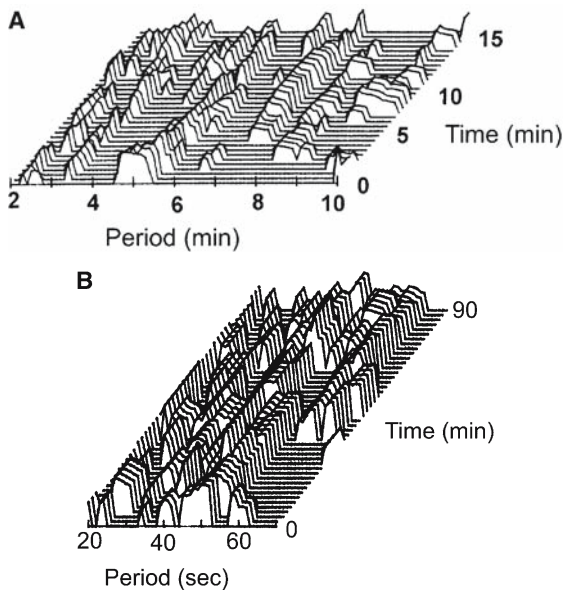 A
15
10
5
Time (min)
0
2 4 6 8 10
Period (min)
B
90
Time (min)
0
20 40 60
Period (sec)